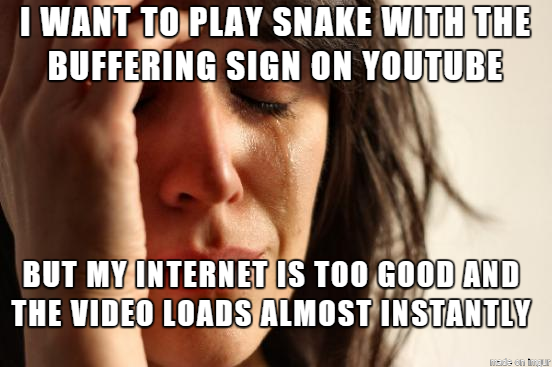 I WANT TO PLAY SNAKE WITH THE
BUFFERING SIGN ON YOUTUBE
BUT MY INTERNET IS TOO GOOD AND
THE VIDEO LOADS ALMOST INSTANTLY
made on imgur